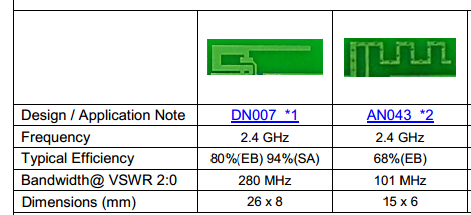 Design / Application Note DN007 *1 AN043 *2
Frequency 2.4 GHz 2.4 GHz
Typical Efficiency 80%(EB) 94%(SA) 68%(EB)
Bandwidth@ VSWR 2:0 280 MHz 101 MHz
Dimensions (mm) 26 x 8 15 x 6